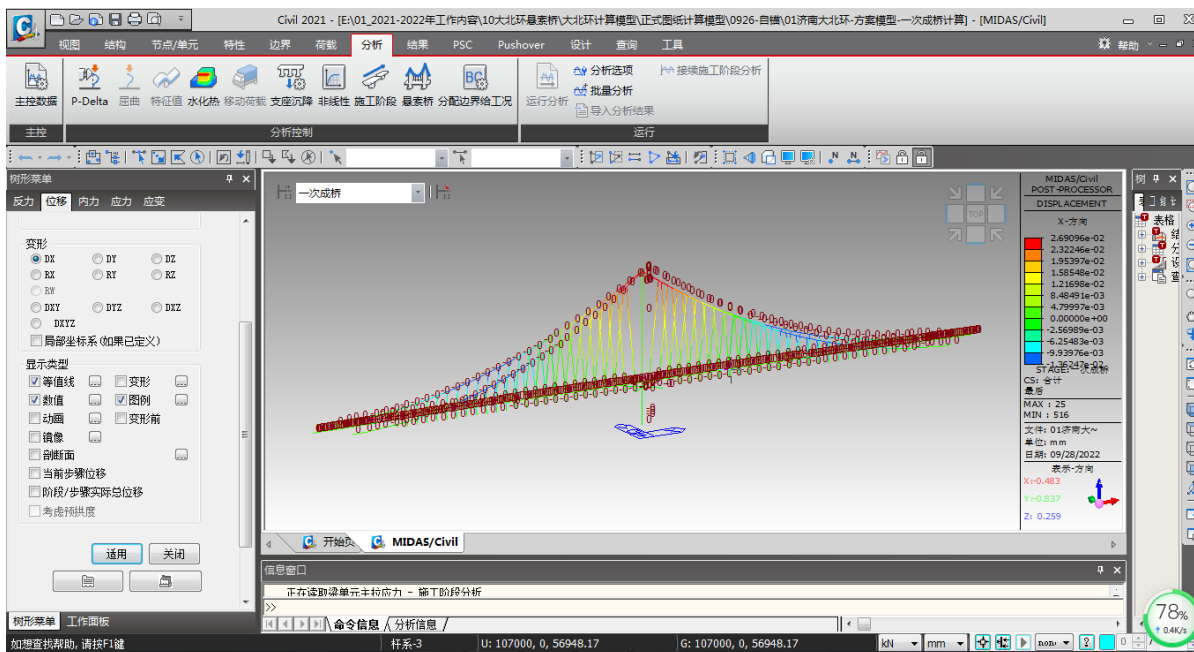 Civil 2021 - [E:\01_2021-2022年工作内容\10大北环悬索桥\大北环计算模型\正式图纸计算模型\0926-自锚\01济南大北环-方案模型-一次成桥计算] - [MIDAS/Civil]
视图 结构 节点/单元 特性 边界 荷载 分析 结果 PSC Pushover 设计 查询 工具 帮助
主控数据 P-Delta 屈曲 特征值 水化热 移动荷载 支座沉降 非线性 施工阶段 悬索桥 分配边界给工况 运行分析
分析选项 接续施工阶段分析
批量分析
导入分析结果
主控 分析控制 运行
树形菜单
反力 位移 内力 应力 应变
变形
DX DY DZ
RX RY RZ
RW
DXY DYZ DXZ
DXYZ
局部坐标系(如果已定义)
显示类型
等值线 ... 变形 ...
数值 ... 图例 ...
动画 ... 变形前
镜像 ...
剖断面 ...
当前步骤位移
阶段/步骤实际总位移
考虑预拱度
适用 关闭
树形菜单 工作面板
一次成桥
TOP
MIDAS/Civil
POST-PROCESSOR
DISPLACEMENT
X-方向
2.69096e-02
2.32246e-02
1.95397e-02
1.58548e-02
1.21698e-02
8.48491e-03
4.79997e-03
0.00000e+00
-2.56989e-03
-6.25483e-03
-9.93976e-03
CS: 合计
最后
MAX : 25
MIN : 516
文件: 01济南大~
单位: mm
日期: 09/28/2022
表示-方向
X:-0.483
Y:-0.837
Z: 0.259
树
表格
开始页 MIDAS/Civil
信息窗口
正在读取梁单元主拉应力 - 施工阶段分析
>>
命令信息 分析信息
78%
0.4K/s
如想查找帮助, 请按F1键 杆系-3 U: 107000, 0, 56948.17 G: 107000, 0, 56948.17 kN mm non 0